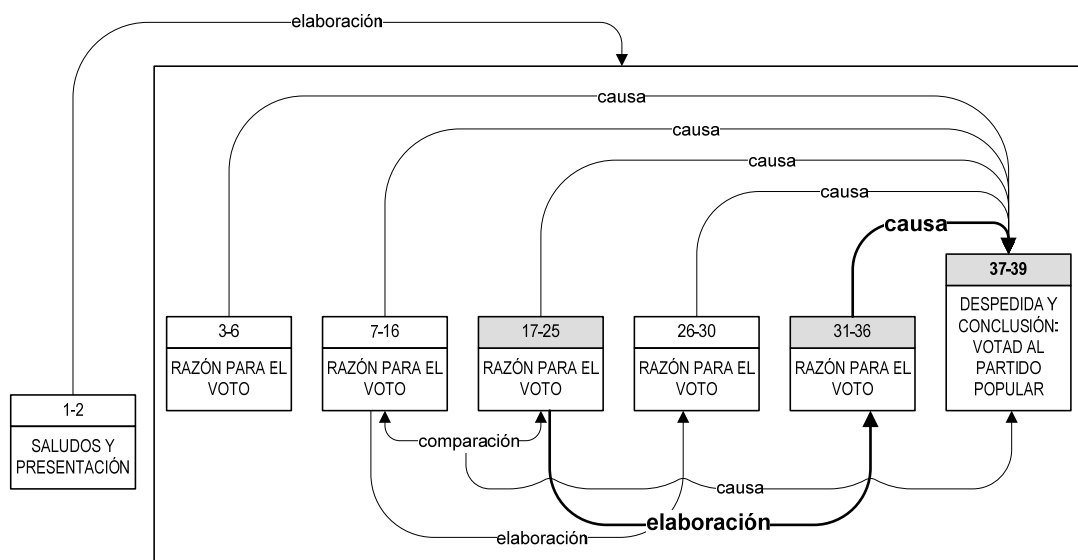 elaboración
causa
causa
causa
causa
causa
37-39
DESPEDIDA Y
CONCLUSIÓN:
VOTAD AL
PARTIDO
POPULAR
3-6
RAZÓN PARA EL
VOTO
7-16
RAZÓN PARA EL
VOTO
17-25
RAZÓN PARA EL
VOTO
26-30
RAZÓN PARA EL
VOTO
31-36
RAZÓN PARA EL
VOTO
1-2
SALUDOS Y
PRESENTACIÓN
comparación
causa
elaboración
elaboración